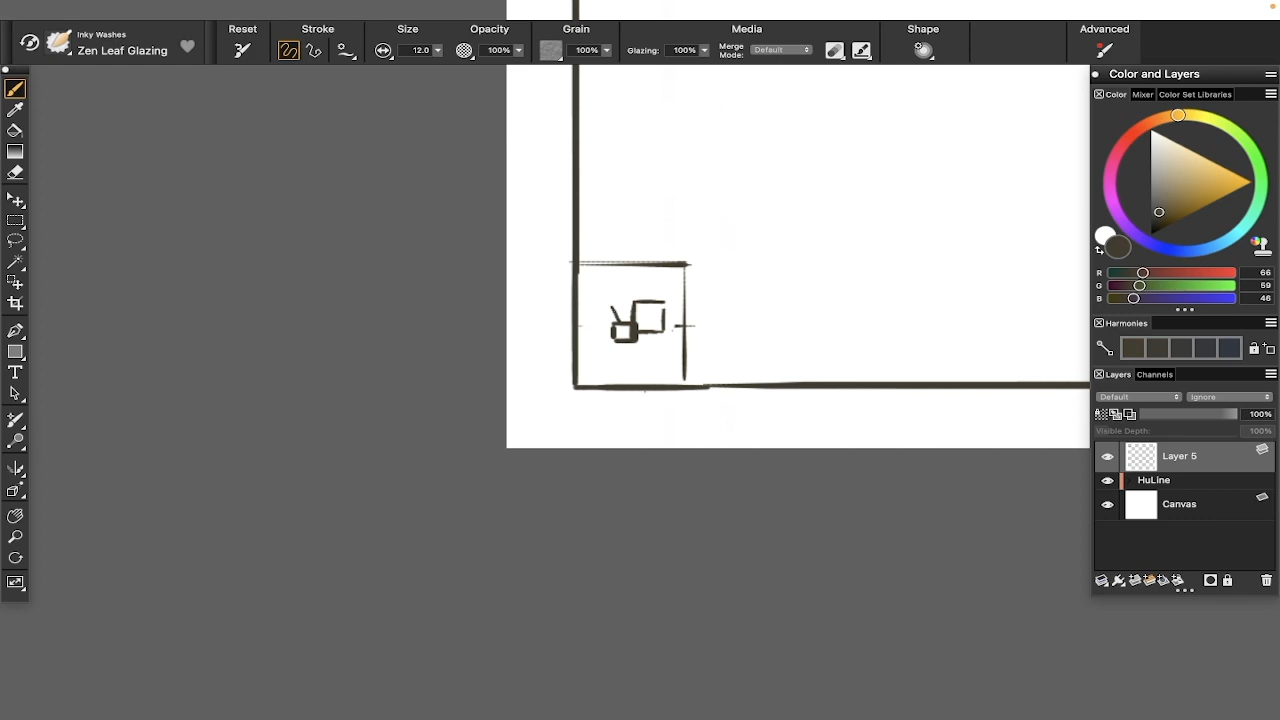 Inky Washes
Zen Leaf Glazing
Reset
Stroke
Size
12.0
Opacity
100%
Grain
100%
Media
Glazing: 100%
Merge Mode: Default
Shape
Advanced
Color and Layers
Color Mixer Color Set Libraries
R 66
G 59
B 46
Harmonies
Layers Channels
Default Ignore
100%
Visible Depth: 100%
Layer 5
HuLine
Canvas
T